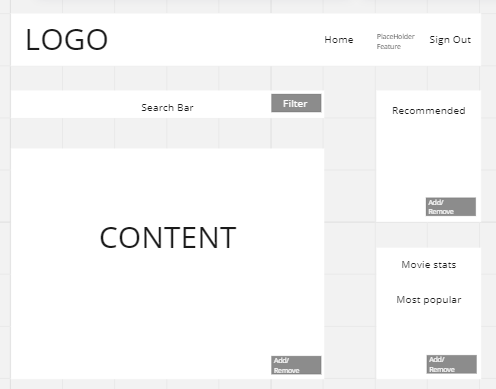 LOGO
Home
PlaceHolder
Feature
Sign Out
Search Bar
Filter
Recommended
Add/
Remove
CONTENT
Add/
Remove
Movie stats
Most popular
Add/
Remove